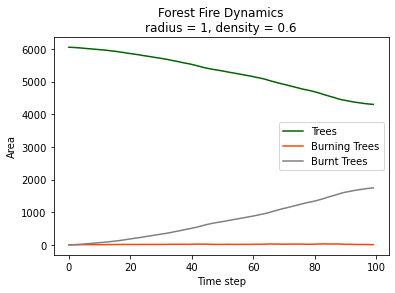 Forest Fire Dynamics
radius = 1, density = 0.6
6000
5000
4000
3000
2000
1000
0
Area
Trees
Burning Trees
Burnt Trees
0 20 40 60 80 100
Time step